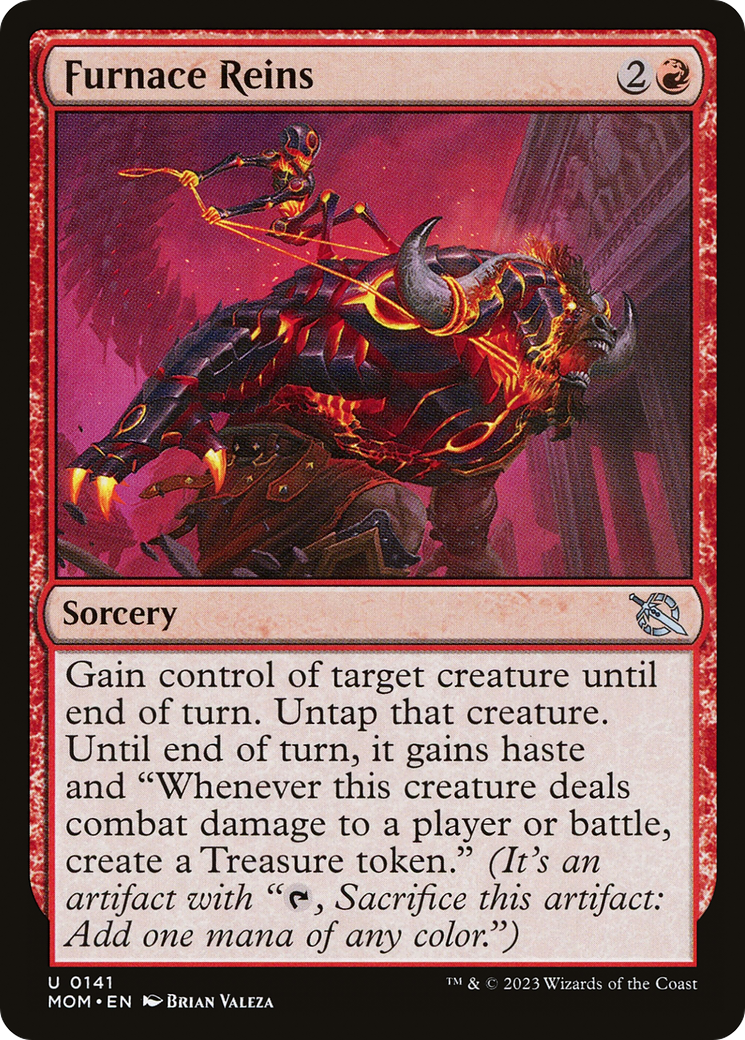 Furnace Reins 2
Sorcery
Gain control of target creature until
end of turn. Untap that creature.
Until end of turn, it gains haste
and “Whenever this creature deals
combat damage to a player or battle,
create a Treasure token.” (It’s an
artifact with “, Sacrifice this artifact:
Add one mana of any color.”)
U 0141
MOM • EN Brian Valeza
™ & © 2023 Wizards of the Coast